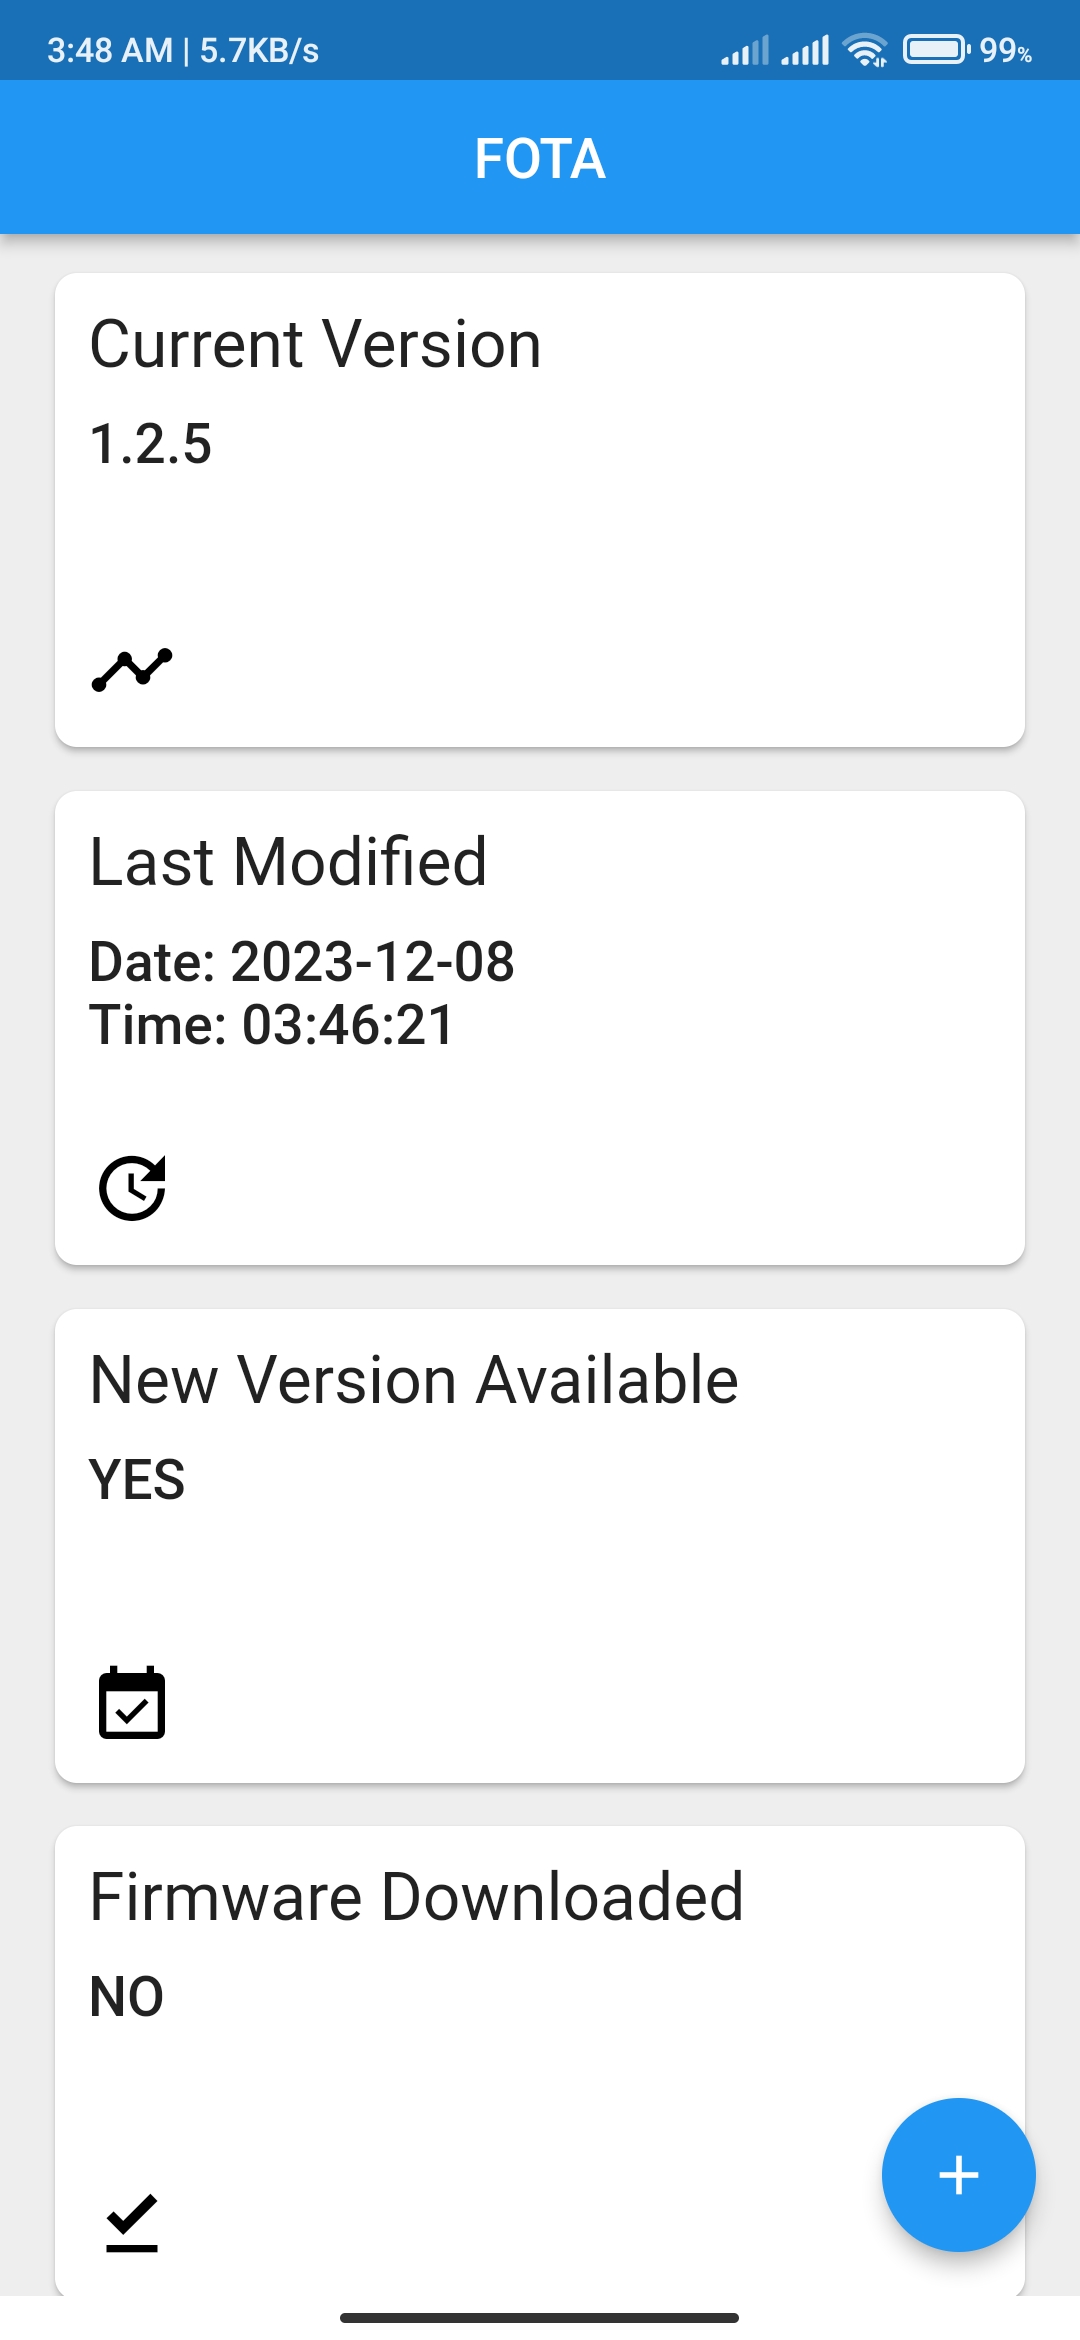 3:48 AM | 5.7KB/s 99%
FOTA
Current Version
1.2.5
Last Modified
Date: 2023-12-08
Time: 03:46:21
New Version Available
YES
Firmware Downloaded
NO